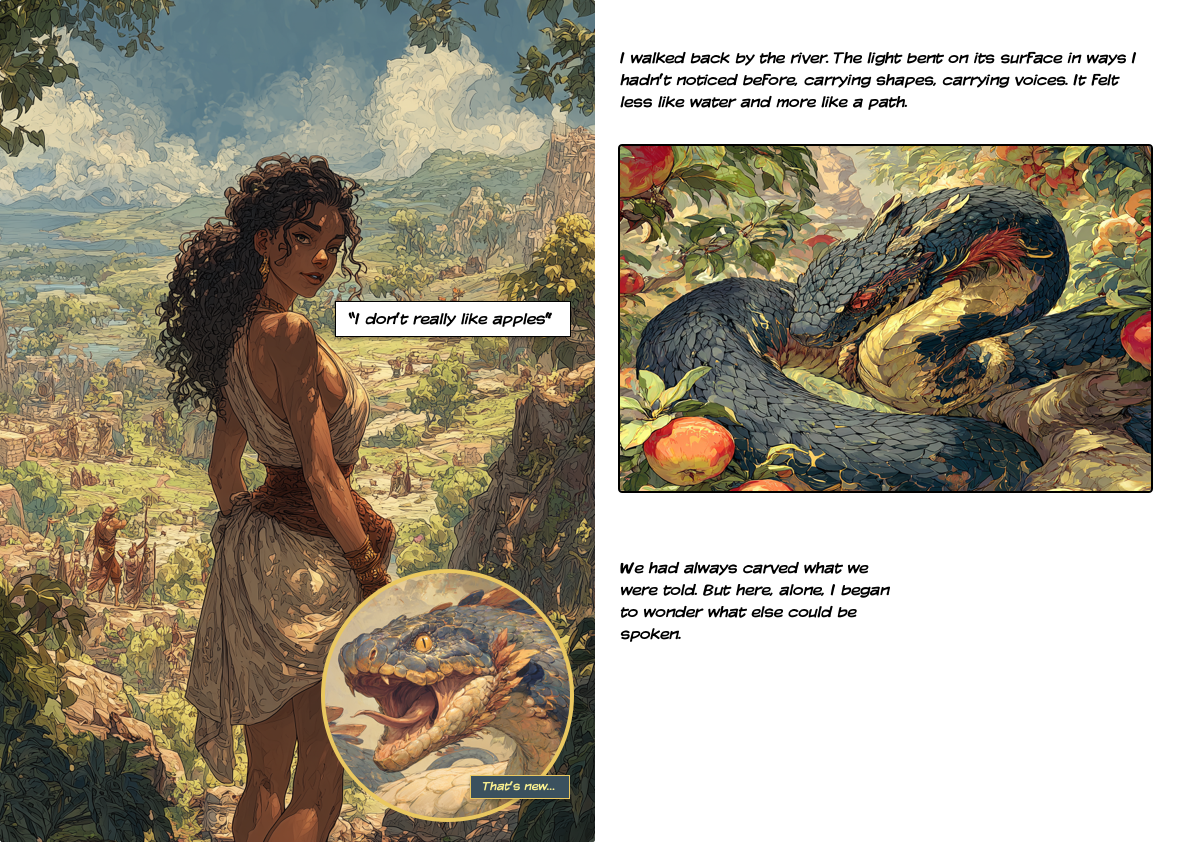 "I don't really like apples"
That's new...
I walked back by the river. The light bent on its surface in ways I
hadn't noticed before, carrying shapes, carrying voices. It felt
less like water and more like a path.
We had always carved what we
were told. But here, alone, I began
to wonder what else could be
spoken.